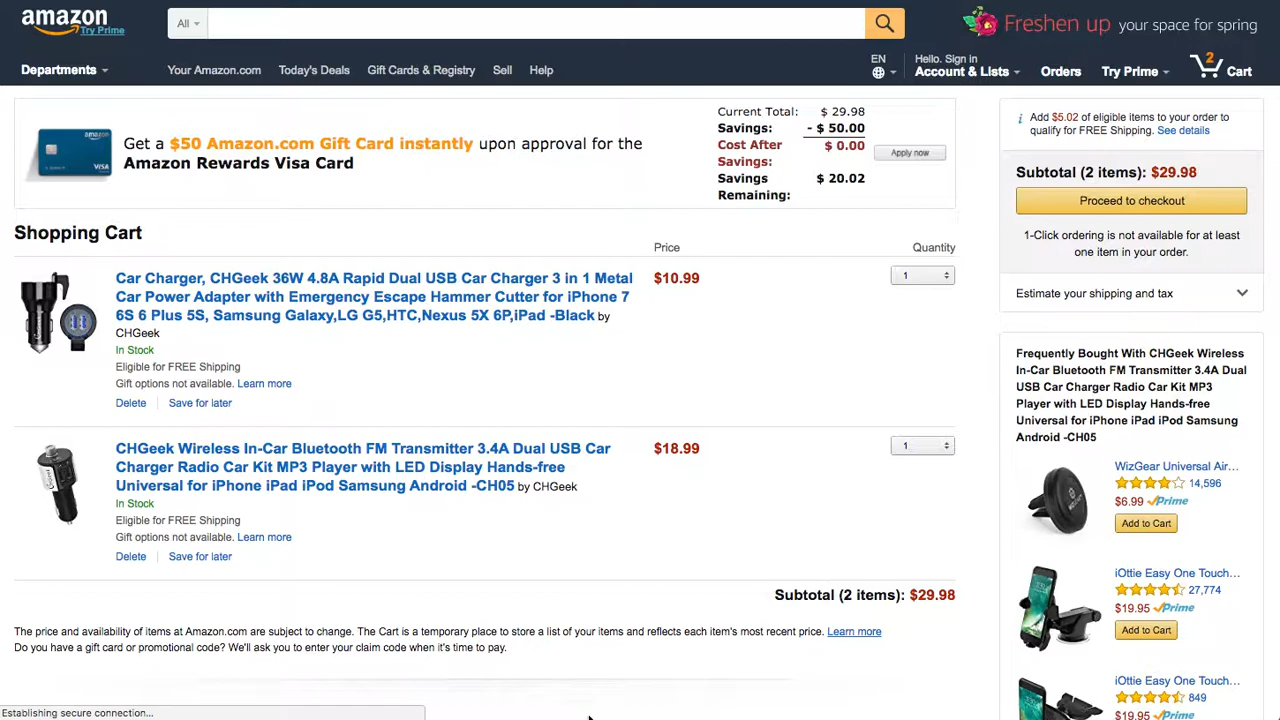 amazon
Try Prime
All
Freshen up your space for spring
Departments
Your Amazon.com
Today's Deals
Gift Cards & Registry
Sell
Help
EN
Hello. Sign in
Account & Lists
Orders
Try Prime
2
Cart
Get a $50 Amazon.com Gift Card instantly upon approval for the
Amazon Rewards Visa Card
Current Total: $ 29.98
Savings: - $ 50.00
Cost After $ 0.00
Savings:
Savings $ 20.02
Remaining:
Apply now
Add $5.02 of eligible items to your order to
qualify for FREE Shipping. See details
Subtotal (2 items): $29.98
Proceed to checkout
1-Click ordering is not available for at least
one item in your order.
Estimate your shipping and tax
Shopping Cart
Price
Quantity
Car Charger, CHGeek 36W 4.8A Rapid Dual USB Car Charger 3 in 1 Metal
Car Power Adapter with Emergency Escape Hammer Cutter for iPhone 7
6S 6 Plus 5S, Samsung Galaxy,LG G5,HTC,Nexus 5X 6P,iPad -Black by
CHGeek
In Stock
Eligible for FREE Shipping
Gift options not available. Learn more
Delete
Save for later
$10.99
1
CHGeek Wireless In-Car Bluetooth FM Transmitter 3.4A Dual USB Car
Charger Radio Car Kit MP3 Player with LED Display Hands-free
Universal for iPhone iPad iPod Samsung Android -CH05 by CHGeek
In Stock
Eligible for FREE Shipping
Gift options not available. Learn more
Delete
Save for later
$18.99
1
Subtotal (2 items): $29.98
The price and availability of items at Amazon.com are subject to change. The Cart is a temporary place to store a list of your items and reflects each item's most recent price. Learn more
Do you have a gift card or promotional code? We'll ask you to enter your claim code when it's time to pay.
Frequently Bought With CHGeek Wireless
In-Car Bluetooth FM Transmitter 3.4A Dual
USB Car Charger Radio Car Kit MP3
Player with LED Display Hands-free
Universal for iPhone iPad iPod Samsung
Android -CH05
WizGear Universal Air...
14,596
$6.99 Prime
Add to Cart
iOttie Easy One Touch...
27,774
$19.95 Prime
Add to Cart
iOttie Easy One Touch...
849
$19.95 Prime
Establishing secure connection...